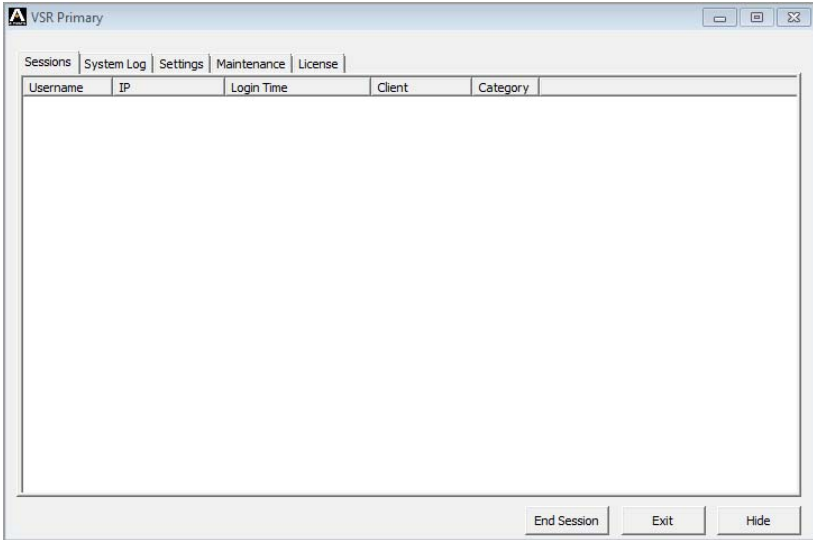 VSR Primary
Sessions System Log Settings Maintenance License
Username IP Login Time Client Category
End Session Exit Hide